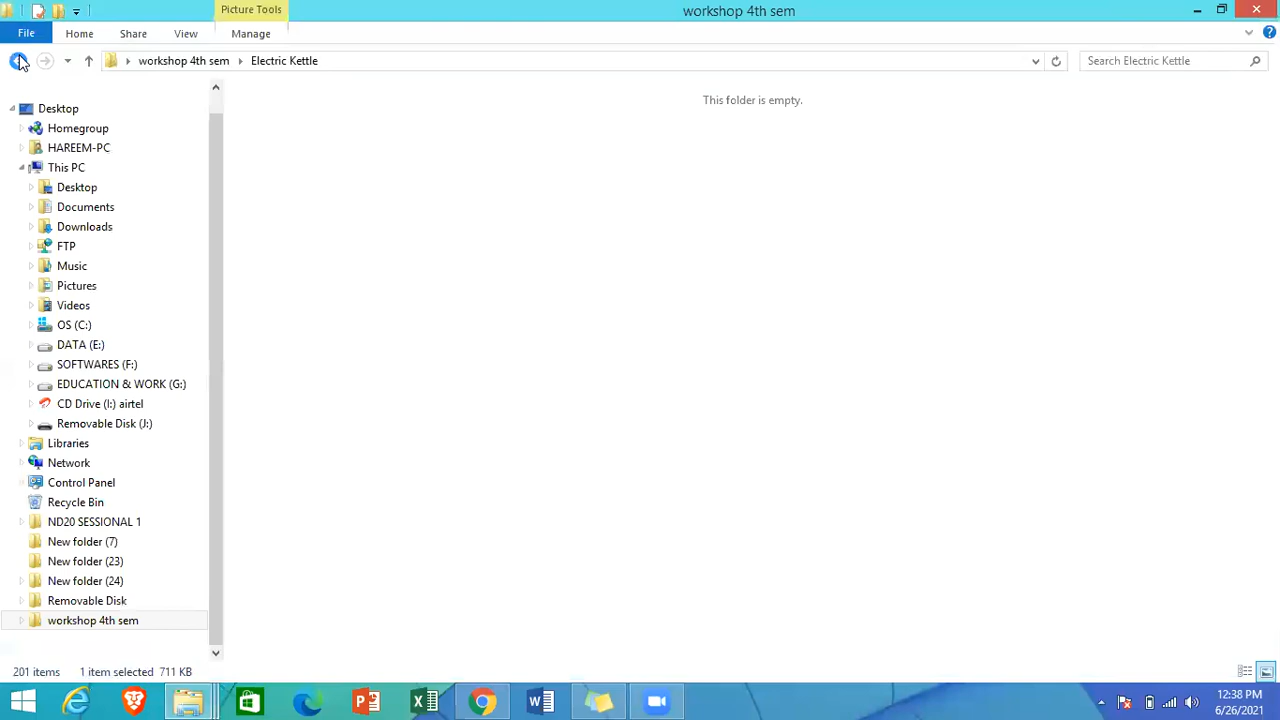 Picture Tools
workshop 4th sem
File
Home
Share
View
Manage
workshop 4th sem
Electric Kettle
Search Electric Kettle
This folder is empty.
Desktop
Homegroup
HAREEM-PC
This PC
Desktop
Documents
Downloads
FTP
Music
Pictures
Videos
OS (C:)
DATA (E:)
SOFTWARES (F:)
EDUCATION & WORK (G:)
CD Drive (I:) airtel
Removable Disk (J:)
Libraries
Network
Control Panel
Recycle Bin
ND20 SESSIONAL 1
New folder (7)
New folder (23)
New folder (24)
Removable Disk
workshop 4th sem
201 items
1 item selected 711 KB
12:38 PM
6/26/2021